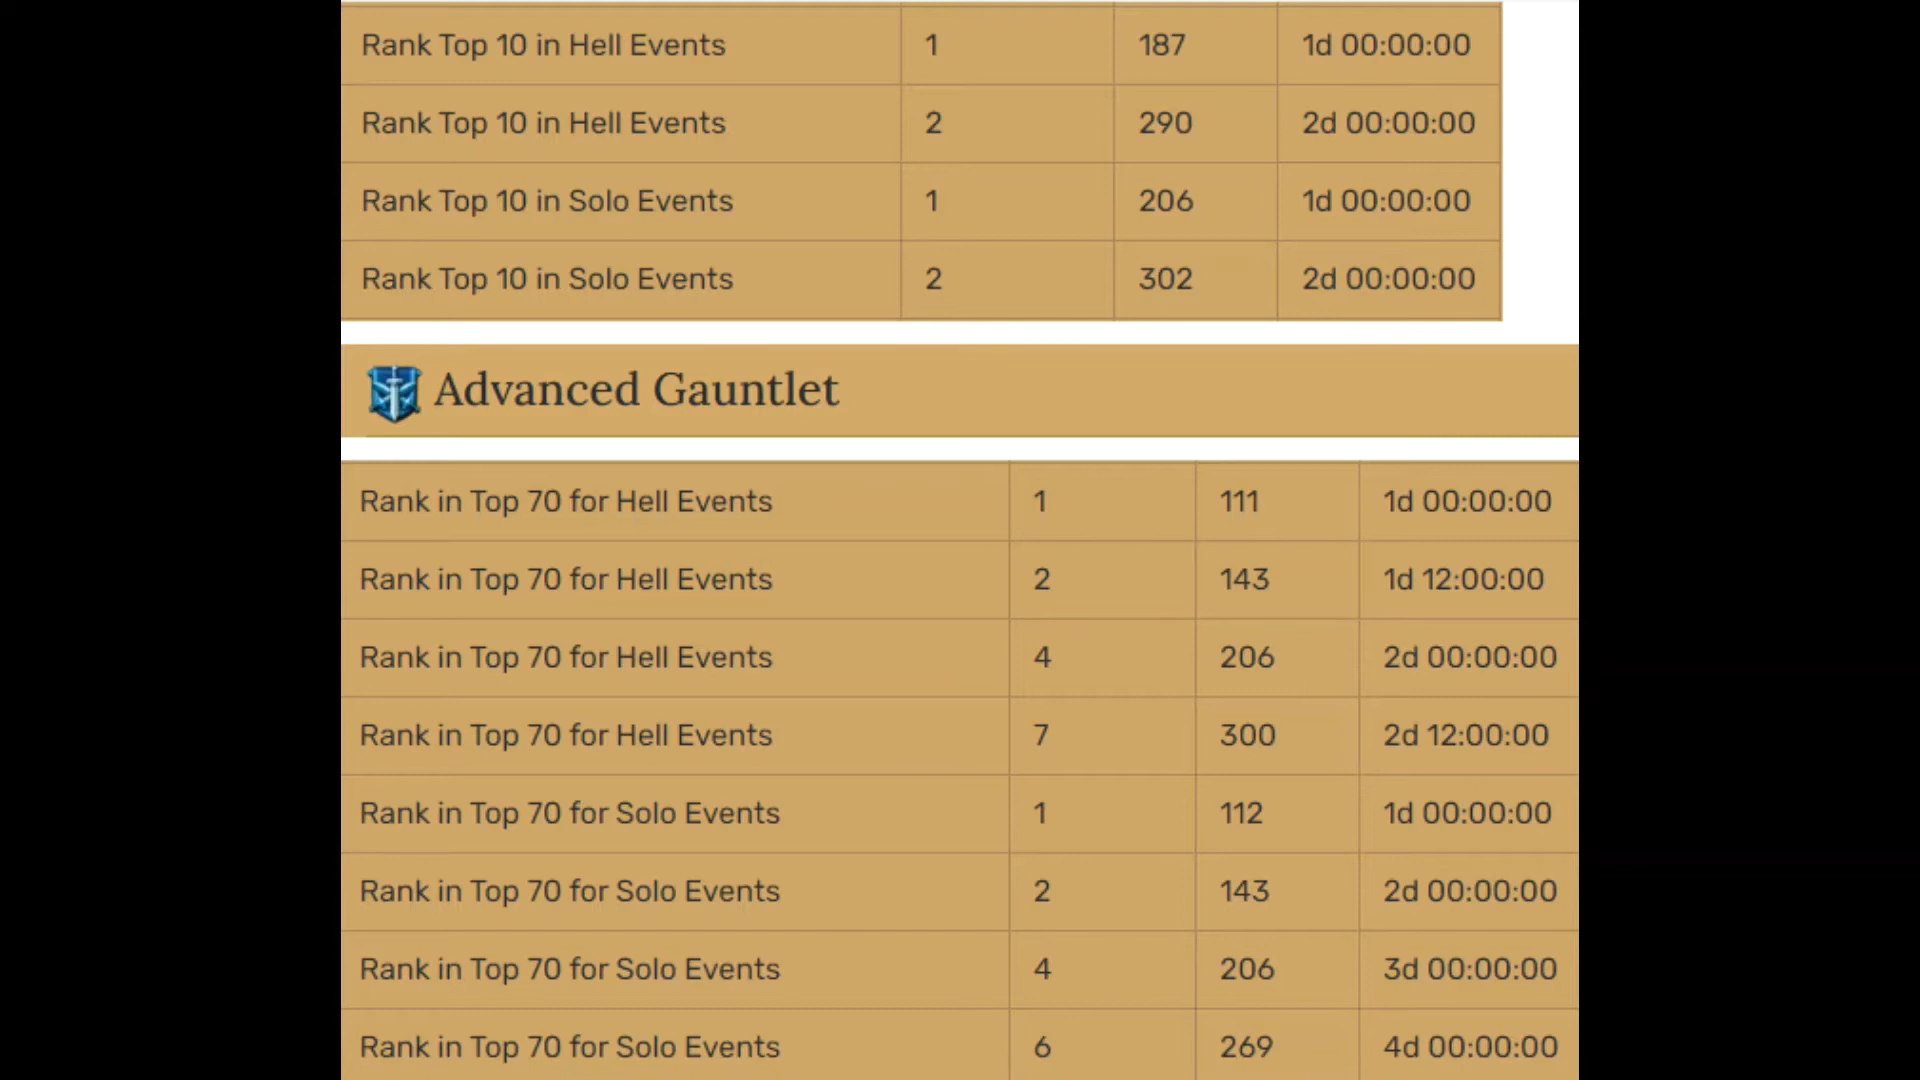 Rank Top 10 in Hell Events 1 187 1d 00:00:00
Rank Top 10 in Hell Events 2 290 2d 00:00:00
Rank Top 10 in Solo Events 1 206 1d 00:00:00
Rank Top 10 in Solo Events 2 302 2d 00:00:00
Advanced Gauntlet
Rank in Top 70 for Hell Events 1 111 1d 00:00:00
Rank in Top 70 for Hell Events 2 143 1d 12:00:00
Rank in Top 70 for Hell Events 4 206 2d 00:00:00
Rank in Top 70 for Hell Events 7 300 2d 12:00:00
Rank in Top 70 for Solo Events 1 112 1d 00:00:00
Rank in Top 70 for Solo Events 2 143 2d 00:00:00
Rank in Top 70 for Solo Events 4 206 3d 00:00:00
Rank in Top 70 for Solo Events 6 269 4d 00:00:00